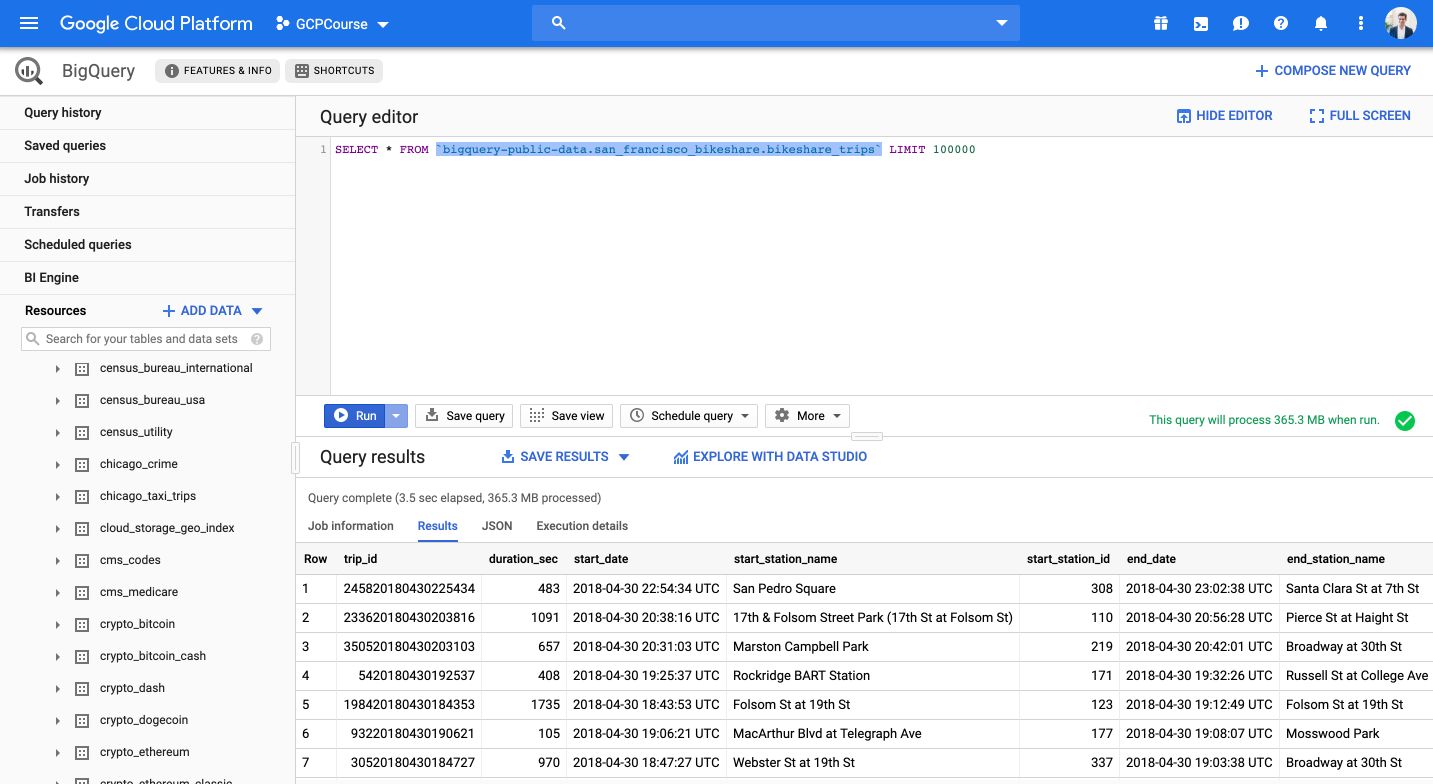 Google Cloud Platform GCPCourse
BigQuery FEATURES & INFO SHORTCUTS COMPOSE NEW QUERY
Query history
Saved queries
Job history
Transfers
Scheduled queries
BI Engine
Resources ADD DATA
Search for your tables and data sets
census_bureau_international
census_bureau_usa
census_utility
chicago_crime
chicago_taxi_trips
cloud_storage_geo_index
cms_codes
cms_medicare
crypto_bitcoin
crypto_bitcoin_cash
crypto_dash
crypto_dogecoin
crypto_ethereum
crypto_ethereum_classic
Query editor HIDE EDITOR FULL SCREEN
1 SELECT * FROM `bigquery-public-data.san_francisco_bikeshare.bikeshare_trips` LIMIT 100000
Run Save query Save view Schedule query More This query will process 365.3 MB when run.
Query results SAVE RESULTS EXPLORE WITH DATA STUDIO
Query complete (3.5 sec elapsed, 365.3 MB processed)
Job information Results JSON Execution details
Row trip_id duration_sec start_date start_station_name start_station_id end_date end_station_name
1 2458201804302​25434 483 2018-04-30 22:54:34 UTC San Pedro Square 308 2018-04-30 23:02:38 UTC Santa Clara St at 7th St
2 233620180430203816 1091 2018-04-30 20:38:16 UTC 17th & Folsom Street Park (17th St at Folsom St) 110 2018-04-30 20:56:28 UTC Pierce St at Haight St
3 350520180430203103 657 2018-04-30 20:31:03 UTC Marston Campbell Park 219 2018-04-30 20:42:01 UTC Broadway at 30th St
4 5420180430192537 408 2018-04-30 19:25:37 UTC Rockridge BART Station 171 2018-04-30 19:32:26 UTC Russell St at College Ave
5 198420180430184353 1735 2018-04-30 18:43:53 UTC Folsom St at 19th St 123 2018-04-30 19:12:49 UTC Folsom St at 19th St
6 93220180430190621 105 2018-04-30 19:06:21 UTC MacArthur Blvd at Telegraph Ave 177 2018-04-30 19:08:07 UTC Mosswood Park
7 30520180430184727 970 2018-04-30 18:47:27 UTC Webster St at 19th St 337 2018-04-30 19:03:38 UTC Broadway at 30th St